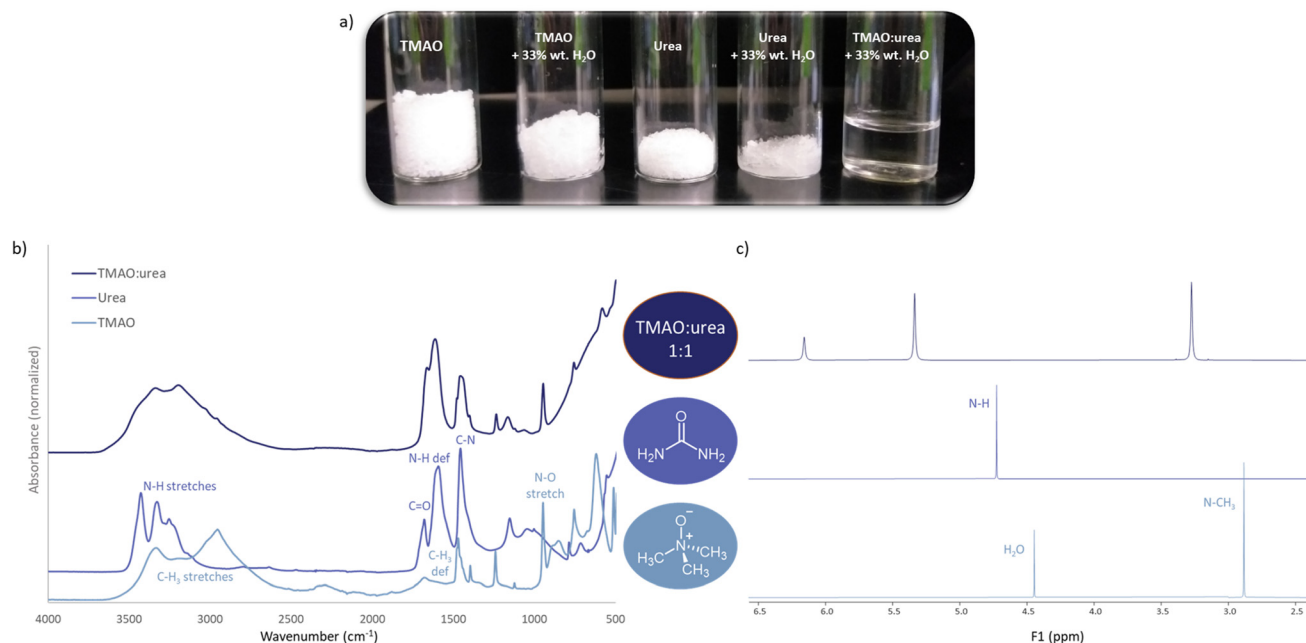 a)
TMAO
TMAO
+ 33% wt. H₂O
Urea
Urea
+ 33% wt. H₂O
TMAO:urea
+ 33% wt. H₂O
b)
TMAO:urea
Urea
TMAO
Absorbance (normalized)
N-H stretches
C-H₃ stretches
C=O
N-H def
C-N
C-H₃
def
N-O
stretch
4000
3500
3000
2500
2000
1500
1000
500
Wavenumber (cm⁻¹)
TMAO:urea
1:1
O
H₂N
NH₂
O⁻
N⁺
H₃C
CH₃
CH₃
c)
N-H
N-CH₃
H₂O
6.5
6.0
5.5
5.0
4.5
4.0
3.5
3.0
2.5
F1 (ppm)